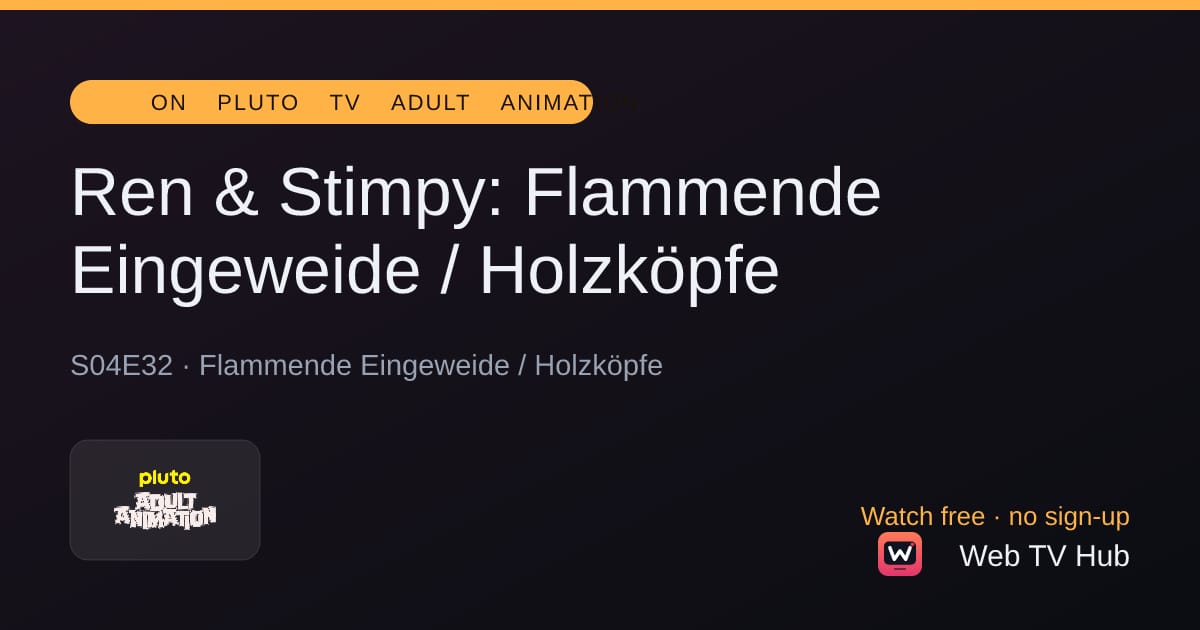 ON PLUTO TV ADULT ANIMATION
Ren & Stimpy: Flammende
Eingeweide / Holzköpfe
S04E32 · Flammende Eingeweide / Holzköpfe
pluto
ADULT
ANIMATION
Watch free · no sign-up
W
Web TV Hub